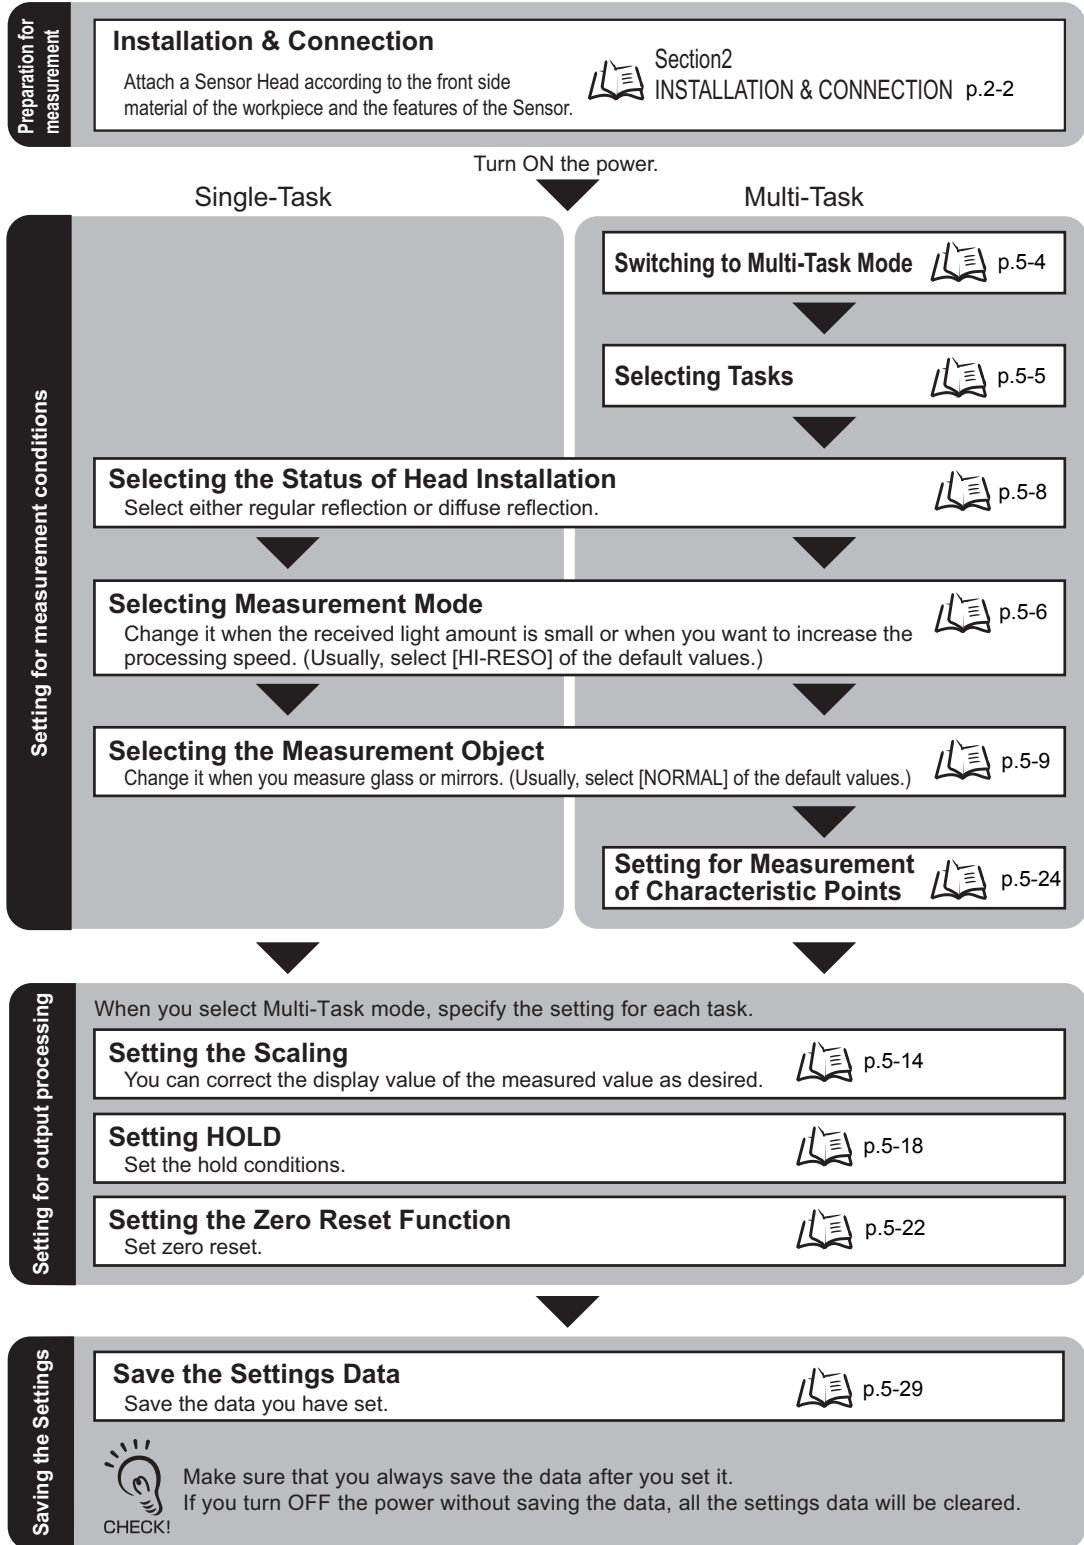 Preparation for
measurement
Installation & Connection
Attach a Sensor Head according to the front side
material of the workpiece and the features of the Sensor.
Section2
INSTALLATION & CONNECTION p.2-2
Turn ON the power.
Single-Task
Multi-Task
Setting for measurement conditions
Switching to Multi-Task Mode p.5-4
Selecting Tasks p.5-5
Selecting the Status of Head Installation
Select either regular reflection or diffuse reflection.
p.5-8
Selecting Measurement Mode
Change it when the received light amount is small or when you want to increase the
processing speed. (Usually, select [HI-RESO] of the default values.)
p.5-6
Selecting the Measurement Object
Change it when you measure glass or mirrors. (Usually, select [NORMAL] of the default values.)
p.5-9
Setting for Measurement
of Characteristic Points
p.5-24
Setting for output processing
When you select Multi-Task mode, specify the setting for each task.
Setting the Scaling
You can correct the display value of the measured value as desired.
p.5-14
Setting HOLD
Set the hold conditions.
p.5-18
Setting the Zero Reset Function
Set zero reset.
p.5-22
Saving the Settings
Save the Settings Data
Save the data you have set.
p.5-29
CHECK!
Make sure that you always save the data after you set it.
If you turn OFF the power without saving the data, all the settings data will be cleared.